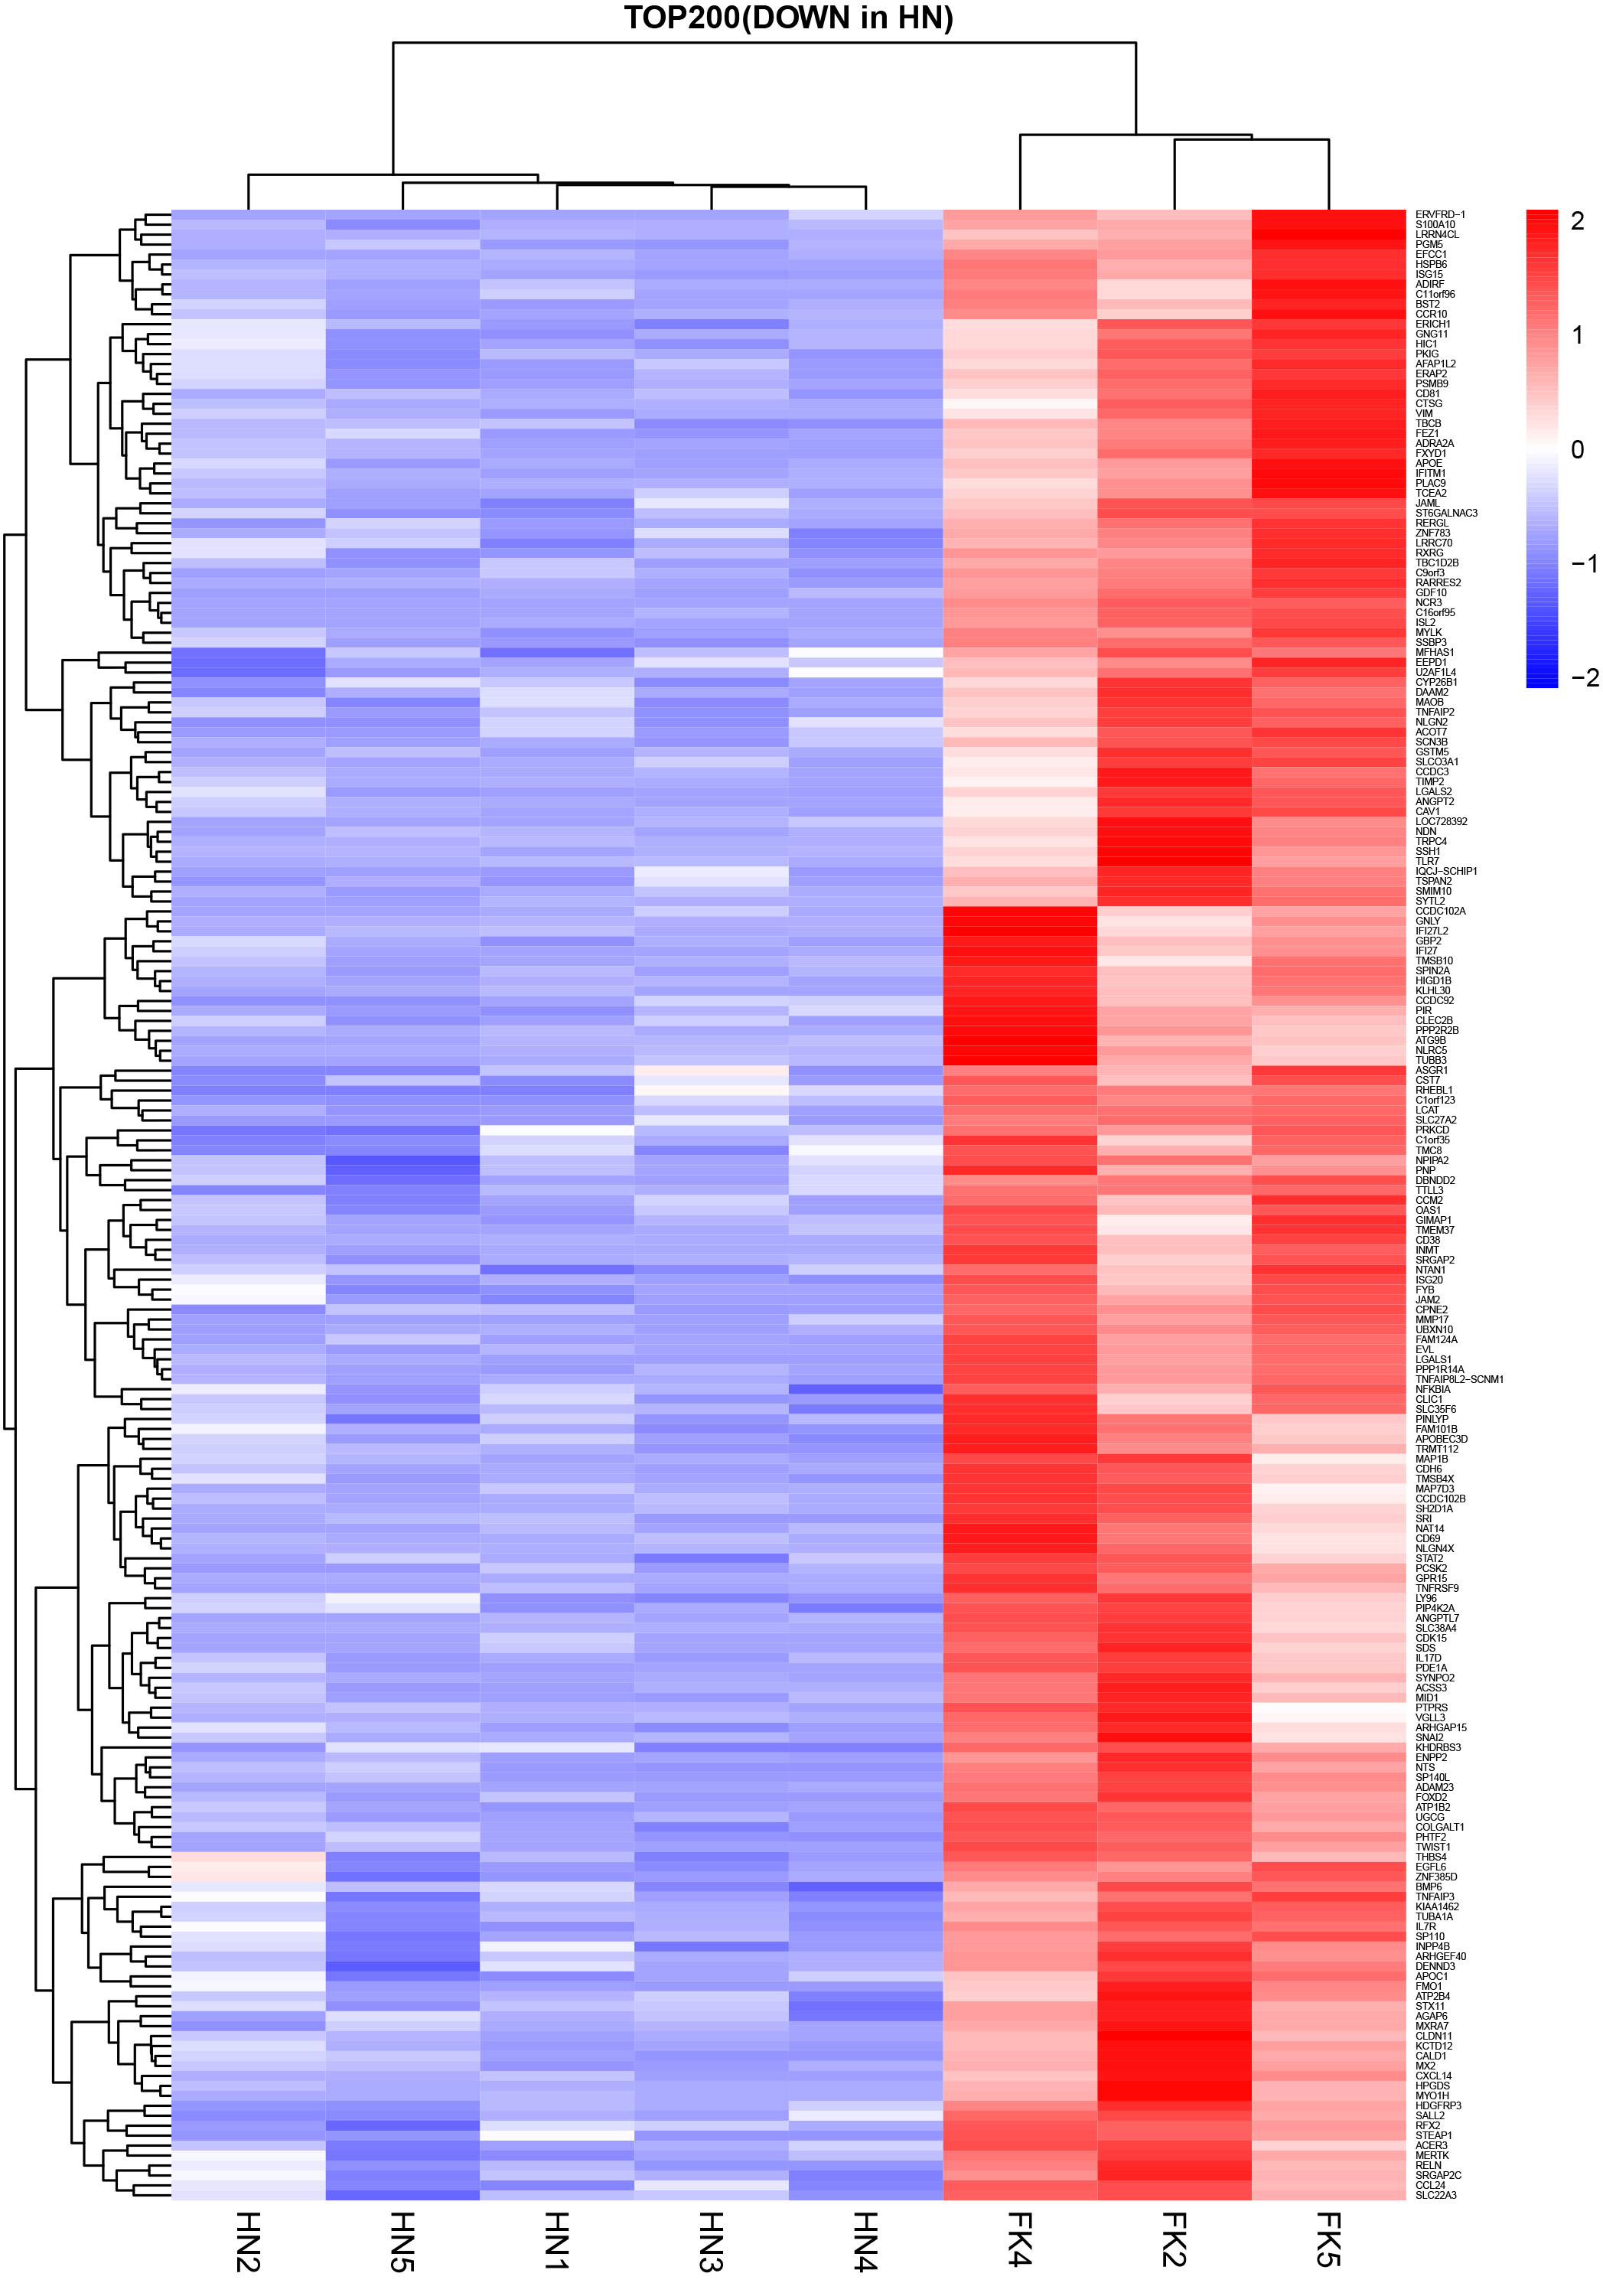 TOP200(DOWN in HN)
ERVFRD−1
S100A10
LRRN4CL
PGM5
EFCC1
HSPB6
ISG15
ADIRF
C11orf96
BST2
CCR10
ERICH1
GNG11
HIC1
PKIG
AFAP1L2
ERAP2
PSMB9
CD81
CTSG
VIM
TBCB
FEZ1
ADRA2A
FXYD1
APOE
IFITM1
PLAC9
TCEA2
JAML
ST6GALNAC3
RERGL
ZNF783
LRRC70
RXRG
TBC1D2B
C9orf3
RARRES2
GDF10
NCR3
C16orf95
ISL2
MYLK
SSBP3
MFHAS1
EEPD1
U2AF1L4
CYP26B1
DAAM2
MAOB
TNFAIP2
NLGN2
ACOT7
SCN3B
GSTM5
SLCO3A1
CCDC3
TIMP2
LGALS2
ANGPT2
CAV1
LOC728392
NDN
TRPC4
SSH1
TLR7
IQCJ−SCHIP1
TSPAN2
SMIM10
SYTL2
CCDC102A
GNLY
IFI27L2
GBP2
IFI27
TMSB10
SPIN2A
HIGD1B
KLHL30
CCDC92
PIR
CLEC2B
PPP2R2B
ATG9B
NLRC5
TUBB3
ASGR1
CST7
RHEBL1
C1orf123
LCAT
SLC27A2
PRKCD
C1orf35
TMC8
NPIPA2
PNP
DBNDD2
TTLL3
CCM2
OAS1
GIMAP1
TMEM37
CD38
INMT
SRGAP2
NTAN1
ISG20
FYB
JAM2
CPNE2
MMP17
UBXN10
FAM124A
EVL
LGALS1
PPP1R14A
TNFAIP8L2−SCNM1
NFKBIA
CLIC1
SLC35F6
PINLYP
FAM101B
APOBEC3D
TRMT112
MAP1B
CDH6
TMSB4X
MAP7D3
CCDC102B
SH2D1A
SRI
NAT14
CD69
NLGN4X
STAT2
PCSK2
GPR15
TNFRSF9
LY96
PIP4K2A
ANGPTL7
SLC38A4
CDK15
SDS
IL17D
PDE1A
SYNPO2
ACSS3
MID1
PTPRS
VGLL3
ARHGAP15
SNAI2
KHDRBS3
ENPP2
NTS
SP140L
ADAM23
FOXD2
ATP1B2
UGCG
COLGALT1
PHTF2
TWIST1
THBS4
EGFL6
ZNF385D
BMP6
TNFAIP3
KIAA1462
TUBA1A
IL7R
SP110
INPP4B
ARHGEF40
DENND3
APOC1
FMO1
ATP2B4
STX11
AGAP6
MXRA7
CLDN11
KCTD12
CALD1
MX2
CXCL14
HPGDS
MYO1H
HDGFRP3
SALL2
RFX2
STEAP1
ACER3
MERTK
RELN
SRGAP2C
CCL24
SLC22A3
2
1
0
−1
−2
HN2
HN5
HN1
HN3
HN4
FK4
FK2
FK5